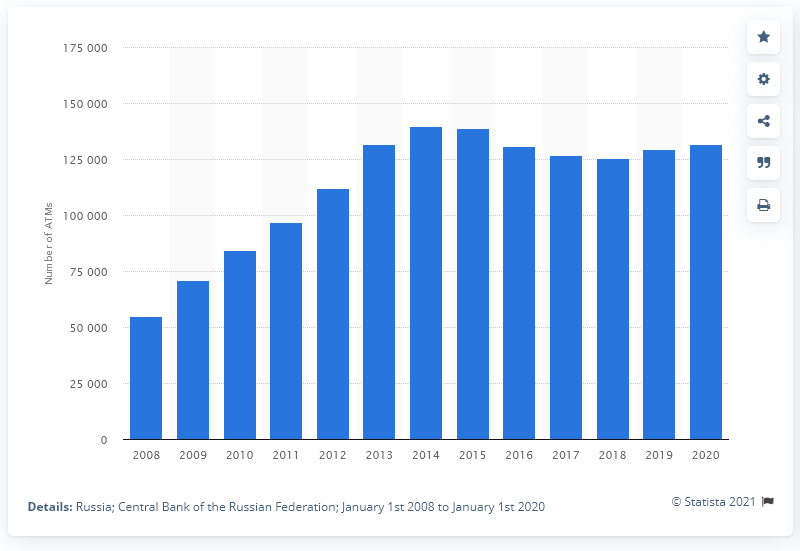 175 000
150 000
125 000
100 000
75 000
50 000
25 000
0
Number of ATMs
2008 2009 2010 2011 2012 2013 2014 2015 2016 2017 2018 2019 2020
© Statista 2021
Details: Russia; Central Bank of the Russian Federation; January 1st 2008 to January 1st 2020